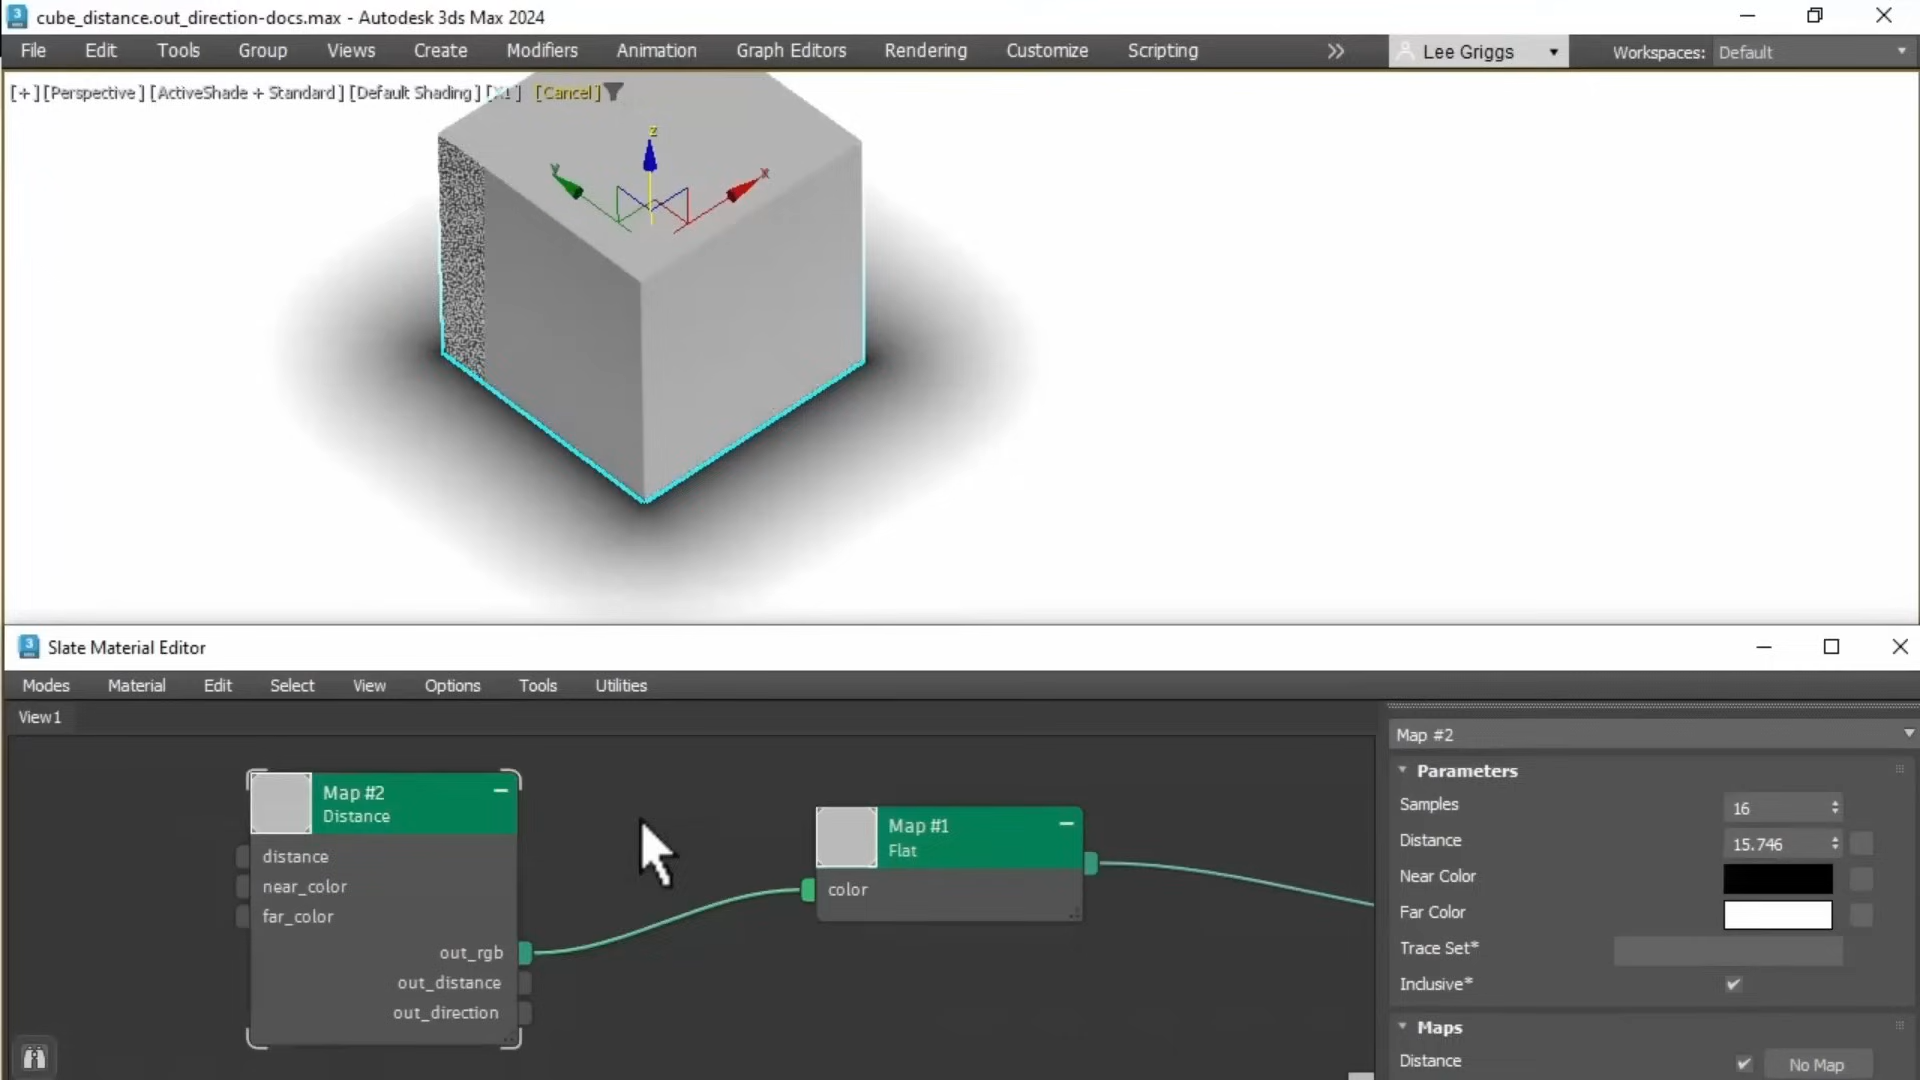 cube_distance.out_direction-docs.max - Autodesk 3ds Max 2024
File Edit Tools Group Views Create Modifiers Animation Graph Editors Rendering Customize Scripting Lee Griggs Workspaces: Default
[+] [Perspective] [ActiveShade + Standard] [Default Shading] [Cancel]
z
y
x
Slate Material Editor
Modes Material Edit Select View Options Tools Utilities
View1
Map #2
Distance
distance
near_color
far_color
out_rgb
out_distance
out_direction
Map #1
Flat
color
Map #2
Parameters
Samples 16
Distance 15.746
Near Color
Far Color
Trace Set*
Inclusive*
Maps
Distance No Map